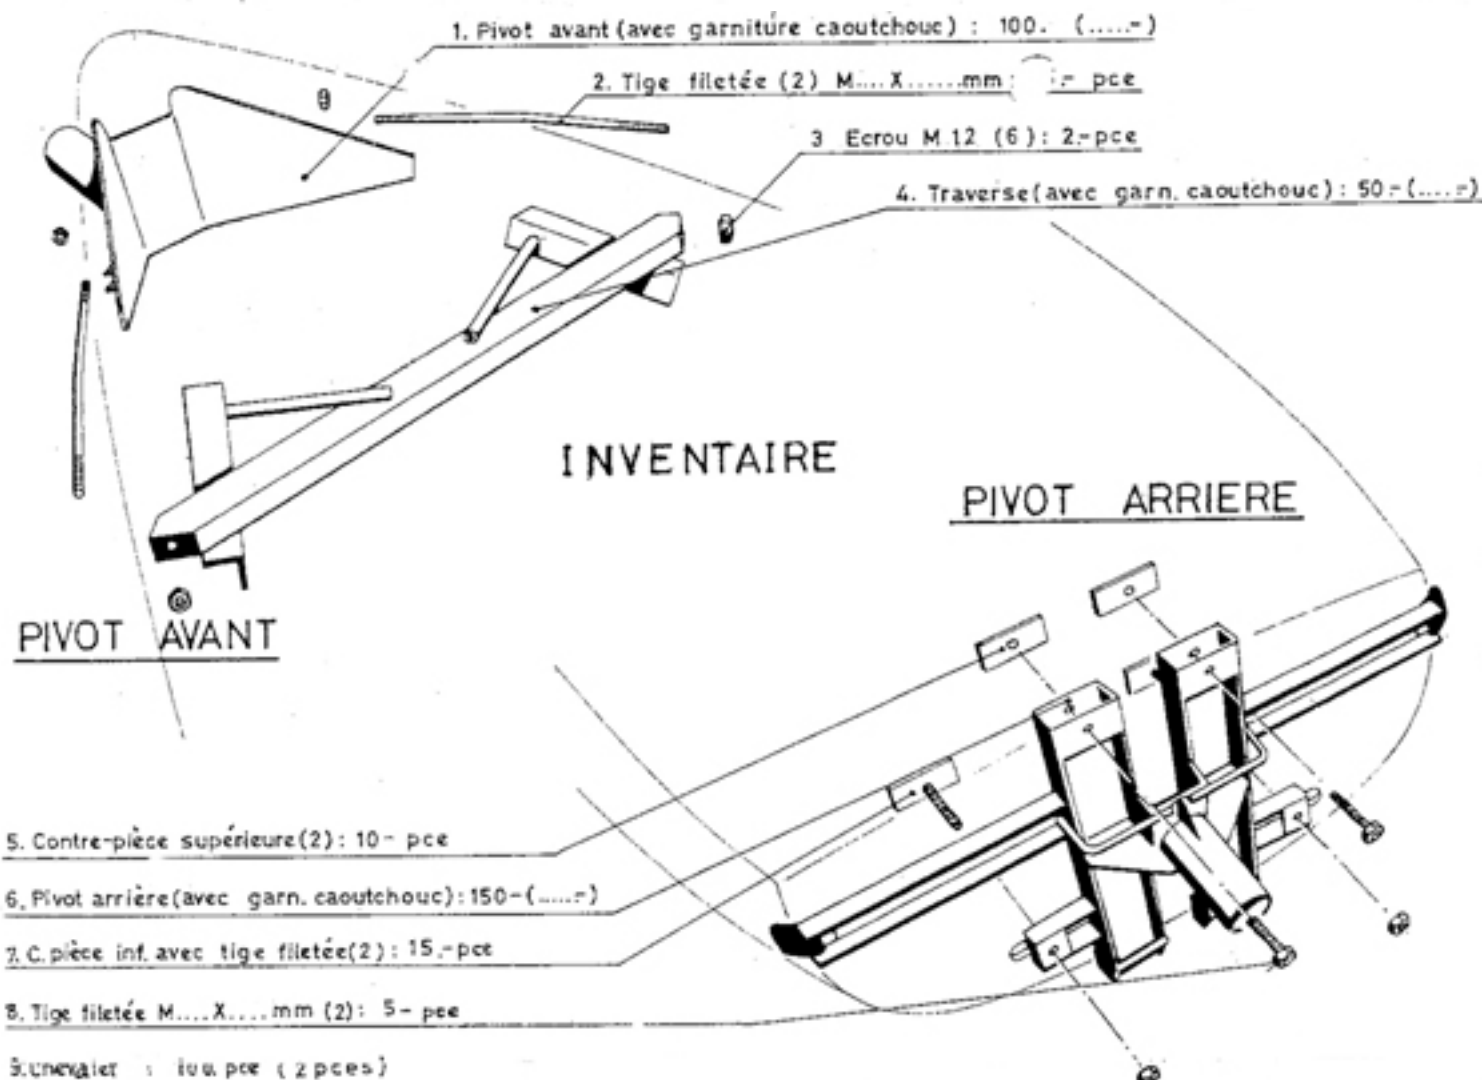 1. Pivot avant (avec garniture caoutchouc) : 100. (.....-)
2. Tige filetée (2) M....X......mm : .- pce
3 Ecrou M 12 (6) : 2.-pce
4. Traverse (avec garn. caoutchouc) : 50.- (.....-)
INVENTAIRE
PIVOT ARRIERE
PIVOT AVANT
5. Contre-pièce supérieure (2) : 10- pce
6. Pivot arrière (avec garn. caoutchouc) : 150-(.....-)
7. C. pièce inf. avec tige filetée (2) : 15.-pce
8. Tige filetée M....X....mm (2) : 5- pce
pce (2 pces)